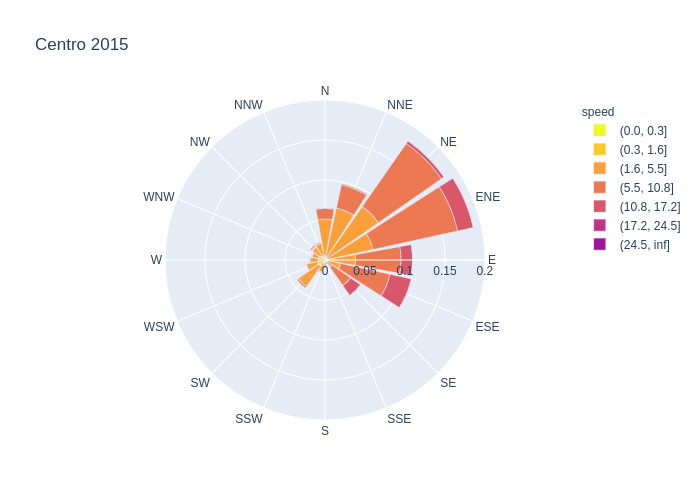 Centro 2015
N
NNE
NE
ENE
E
ESE
SE
SSE
S
SSW
SW
WSW
W
WNW
NW
NNW
0 0.05 0.1 0.15 0.2
speed
(0.0, 0.3]
(0.3, 1.6]
(1.6, 5.5]
(5.5, 10.8]
(10.8, 17.2]
(17.2, 24.5]
(24.5, inf]